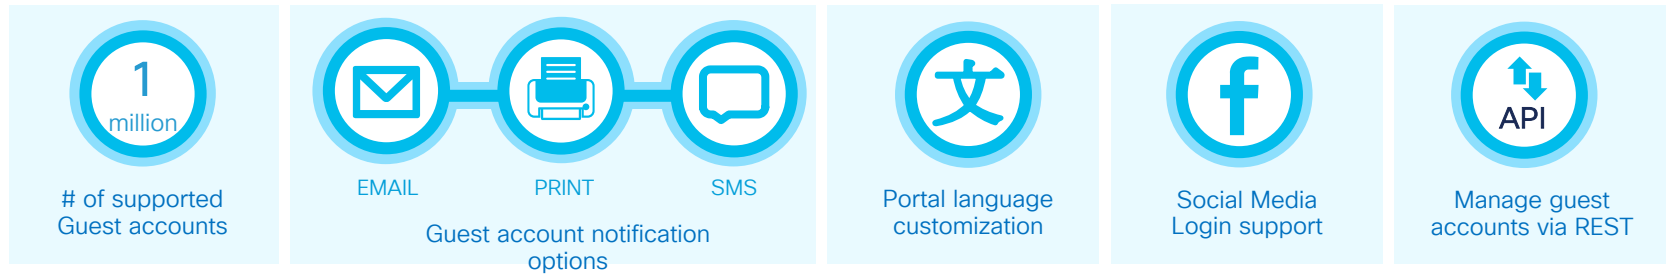 1
million
# of supported
Guest accounts
EMAIL
PRINT
SMS
Guest account notification
options
文
Portal language
customization
f
Social Media
Login support
API
Manage guest
accounts via REST